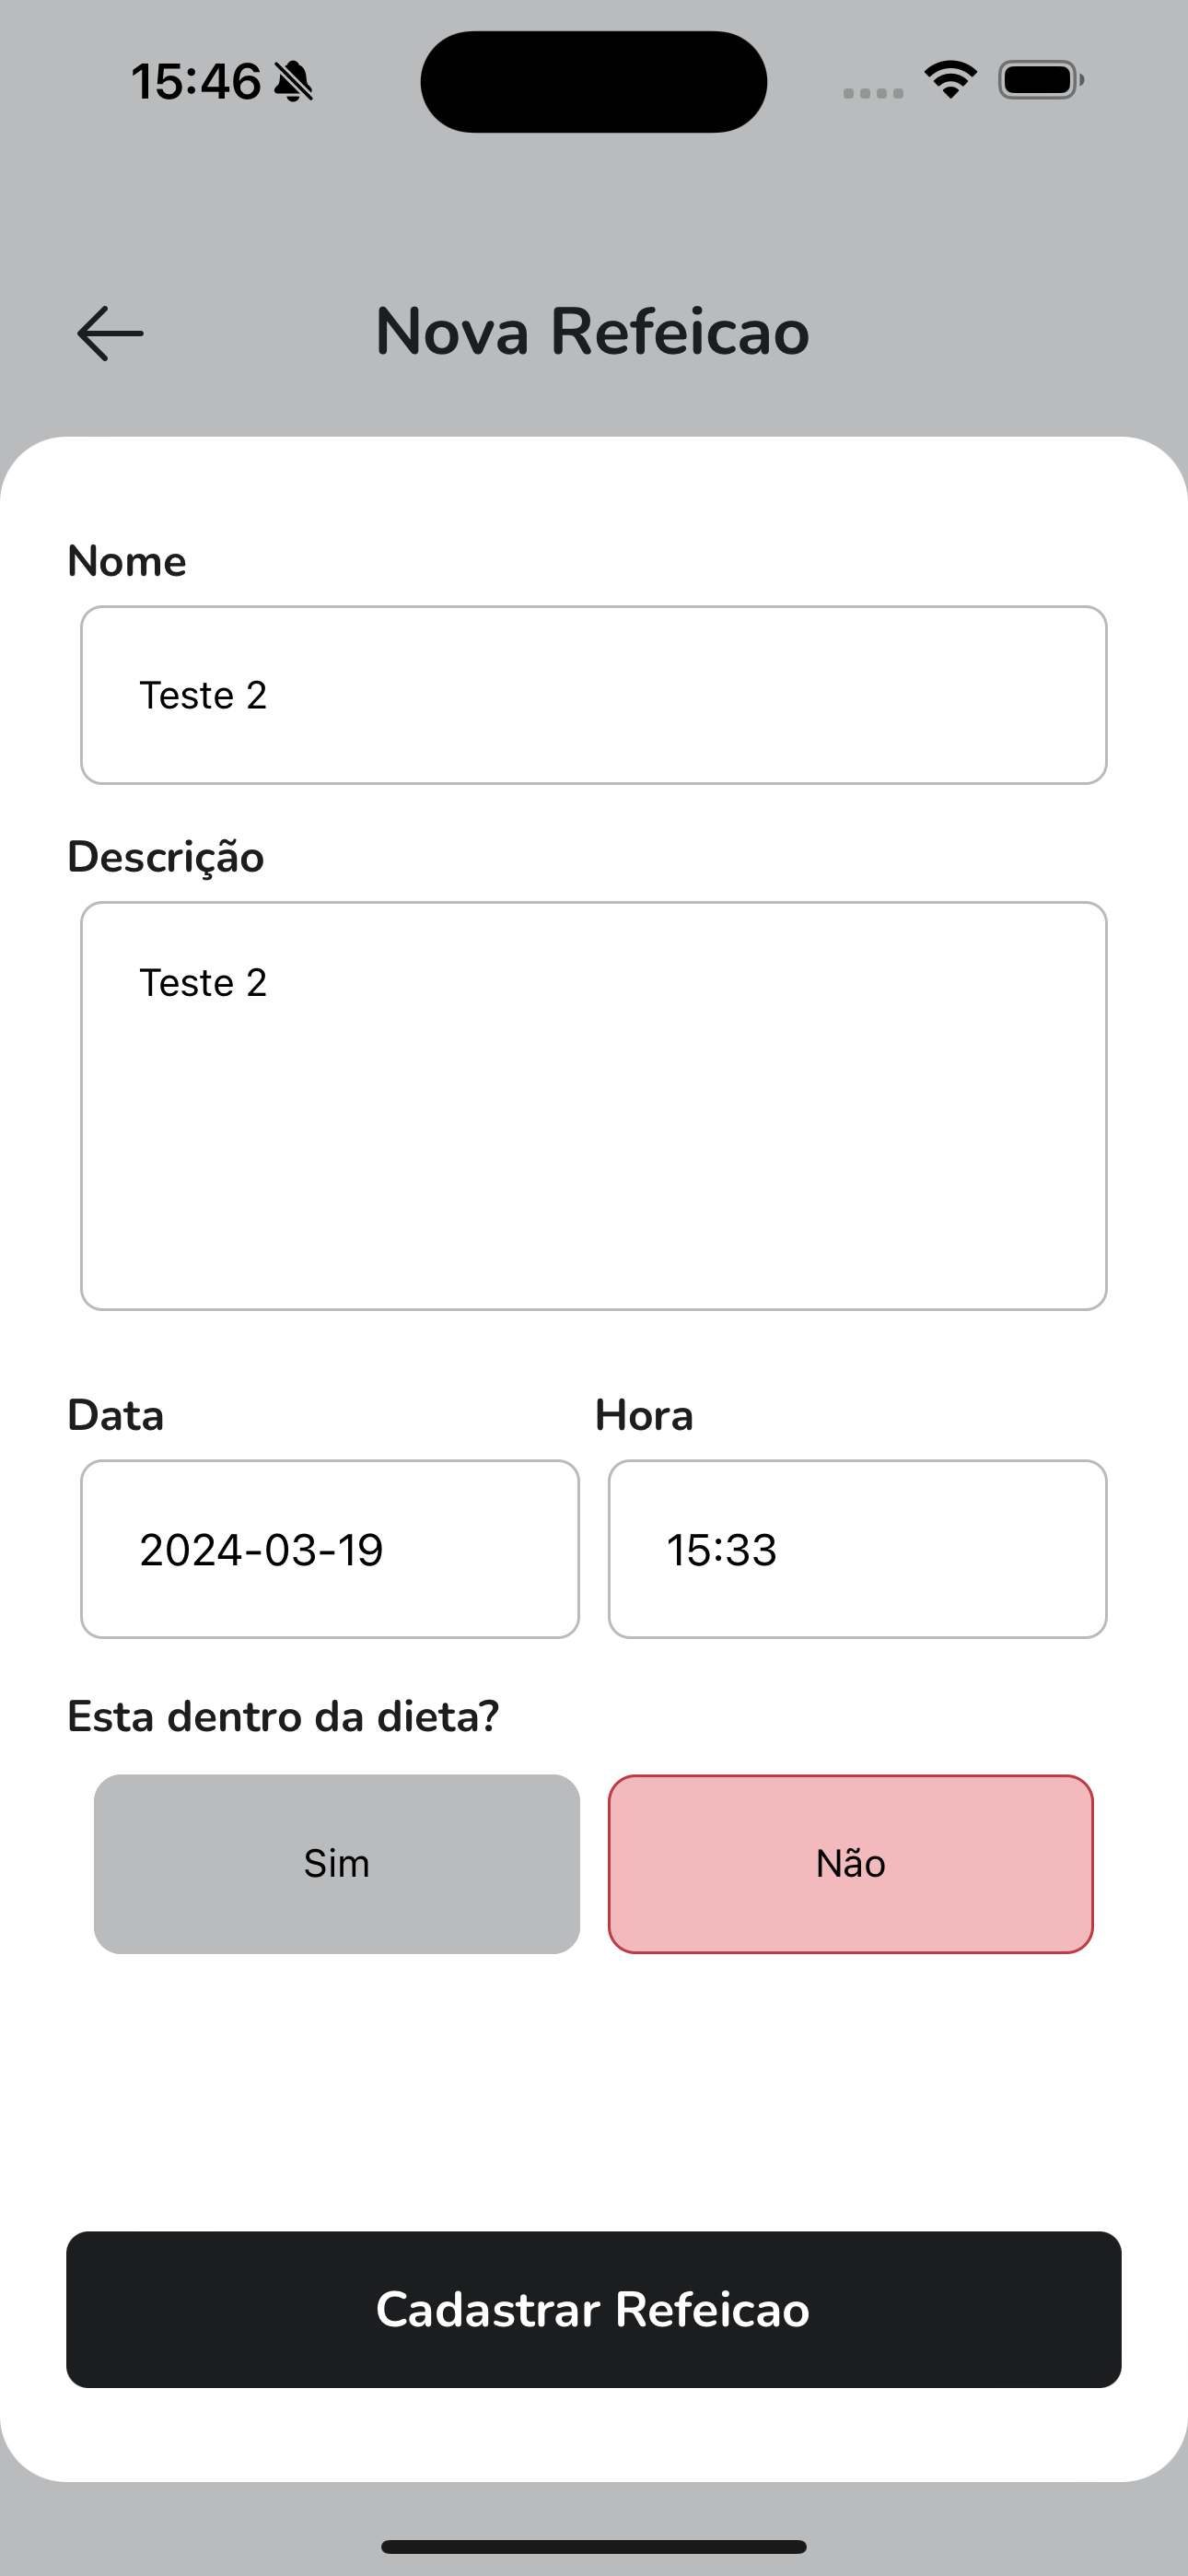 15:46
Nova Refeicao
Nome
Teste 2
Descrição
Teste 2
Data Hora
2024-03-19 15:33
Esta dentro da dieta?
Sim Não
Cadastrar Refeicao